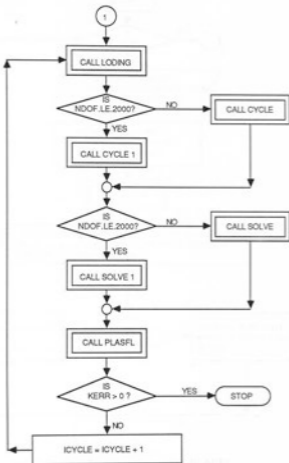 1
CALL LODING
IS
NDOF.LE.2000?
NO
CALL CYCLE
YES
CALL CYCLE 1
IS
NDOF.LE.2000?
NO
CALL SOLVE
YES
CALL SOLVE 1
CALL PLASFL
IS
KERR > 0 ?
YES
STOP
NO
ICYCLE = ICYCLE + 1